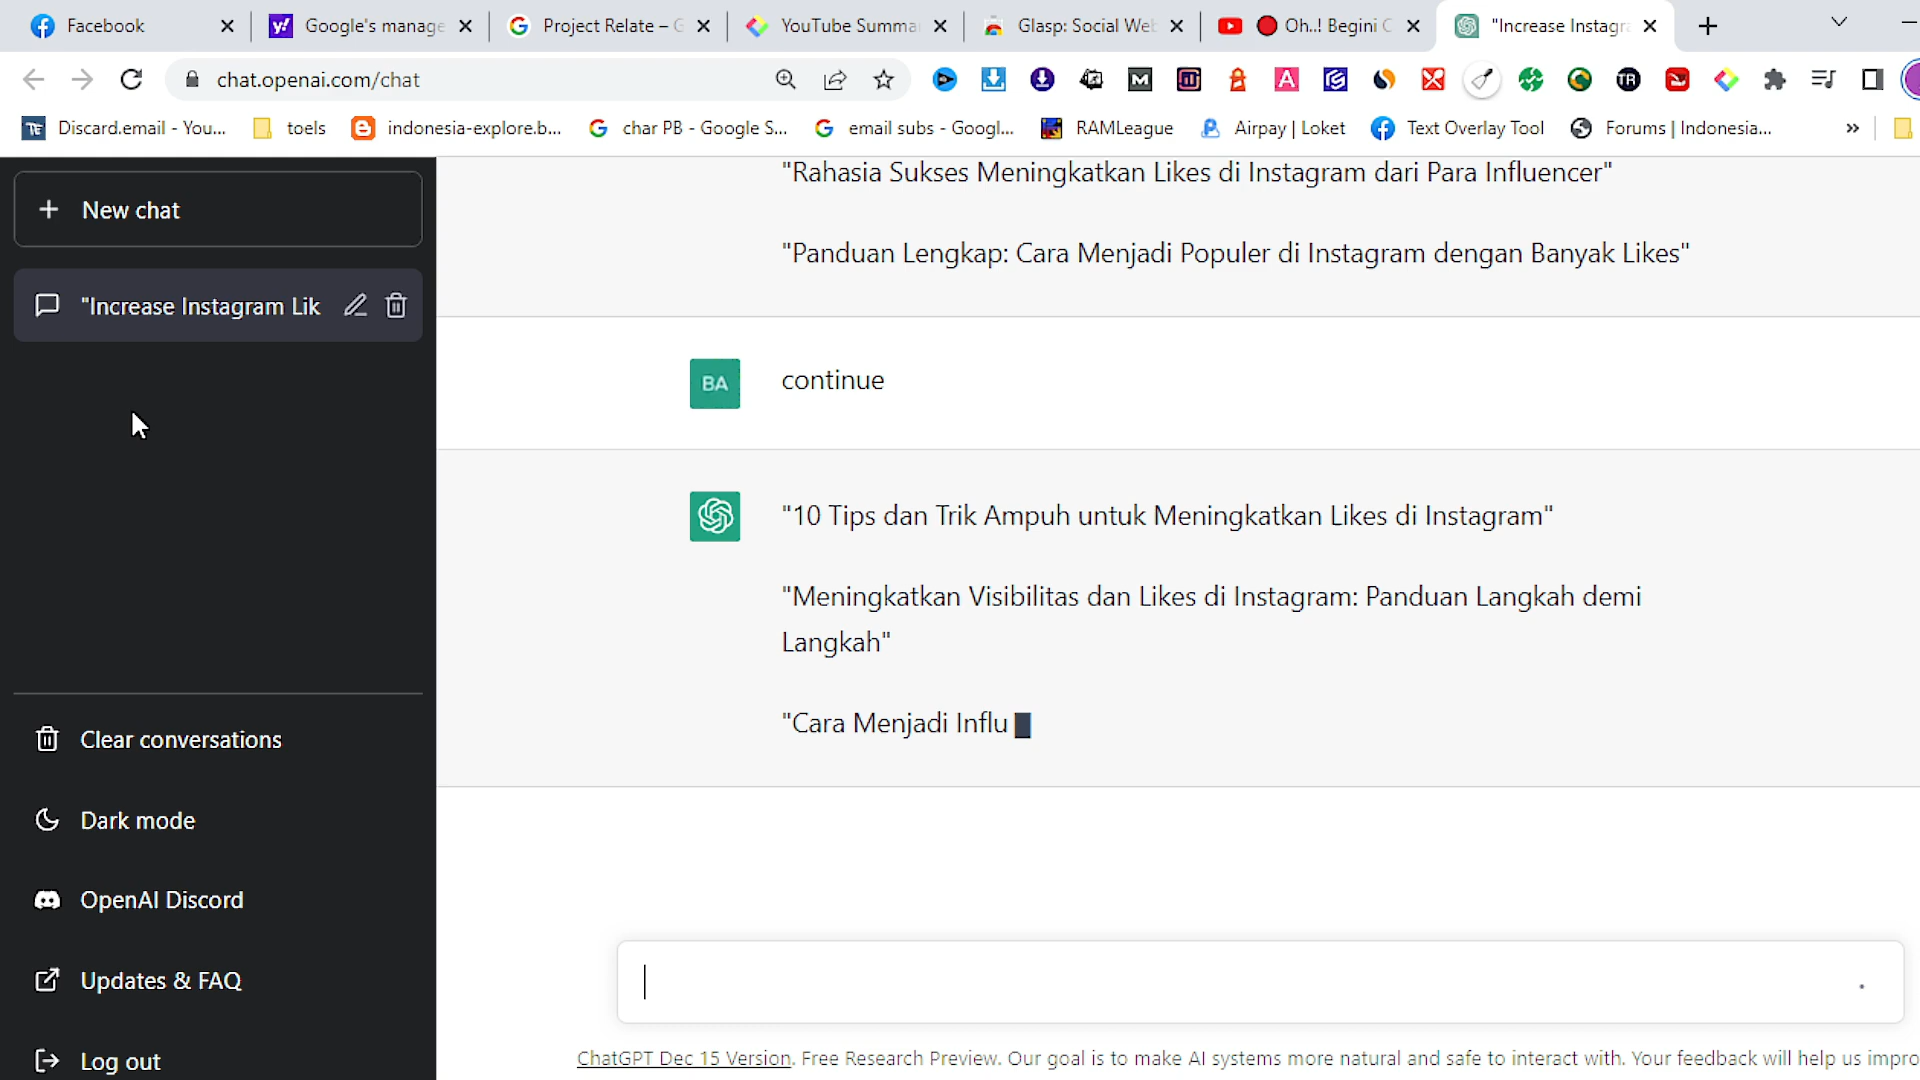 Facebook
Google's manage
Project Relate – G
YouTube Summa
Glasp: Social We
Oh..! Begini C
"Increase Instagra
chat.openai.com/chat
Discard.email - You...
toels
indonesia-explore.b...
char PB - Google S...
email subs - Googl...
RAMLeague
Airpay | Loket
Text Overlay Tool
Forums | Indonesia...
New chat
"Increase Instagram Lik
Clear conversations
Dark mode
OpenAI Discord
Updates & FAQ
Log out
"Rahasia Sukses Meningkatkan Likes di Instagram dari Para Influencer"
"Panduan Lengkap: Cara Menjadi Populer di Instagram dengan Banyak Likes"
BA
continue
"10 Tips dan Trik Ampuh untuk Meningkatkan Likes di Instagram"
"Meningkatkan Visibilitas dan Likes di Instagram: Panduan Langkah demi
Langkah"
"Cara Menjadi Influ
ChatGPT Dec 15 Version. Free Research Preview. Our goal is to make AI systems more natural and safe to interact with. Your feedback will help us impro